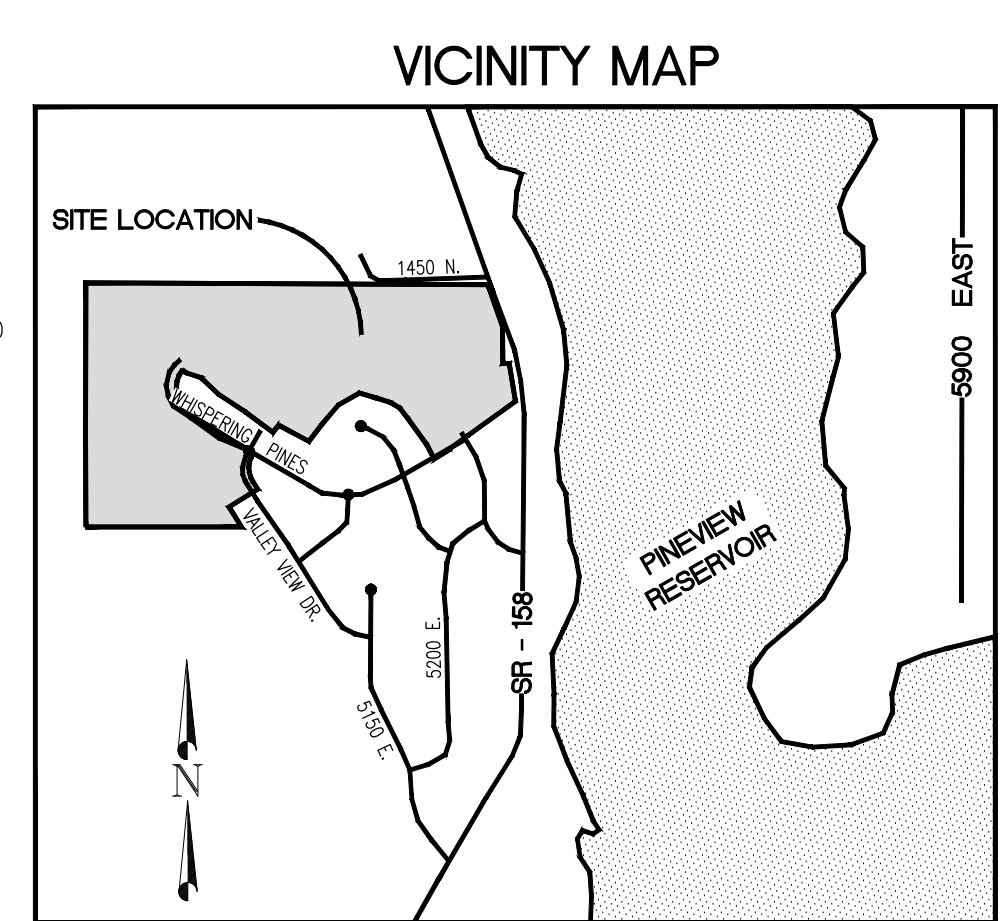 VICINITY MAP
SITE LOCATION
1450 N.
5900 EAST
WHISPERING
PINES
VALLEY VIEW DR.
PINEVIEW
RESERVOIR
5200 E.
SR - 158
5150 E.
N